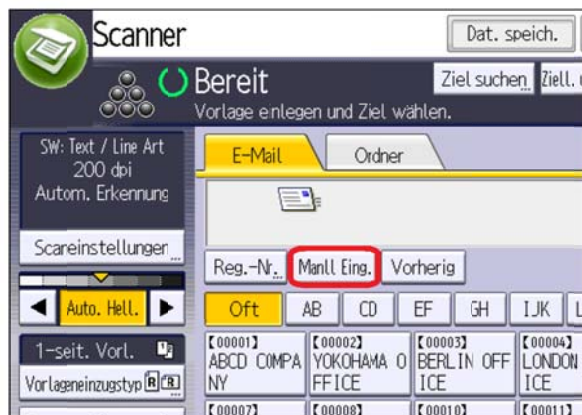 Scanner
Dat. speich.
Bereit
Ziel suchen
Ziell.
Vorlage einlegen und Ziel wählen.
SW: Text / Line Art
200 dpi
Autom. Erkennung
E-Mail
Ordner
Scareinstellunger
Reg.-Nr.
Manll Eing.
Vorherig
Auto. Hell.
Oft
AB
CD
EF
GH
IJK
L
1-seit. Vorl.
Vorlageneinzugstyp
【00001】
ABCD COMPA
NY
【00002】
YOKOHAMA O
FFICE
【00003】
BERLIN OFF
ICE
【00004】
LONDON
ICE
【00007】
【00008】
【00010】
【00011】